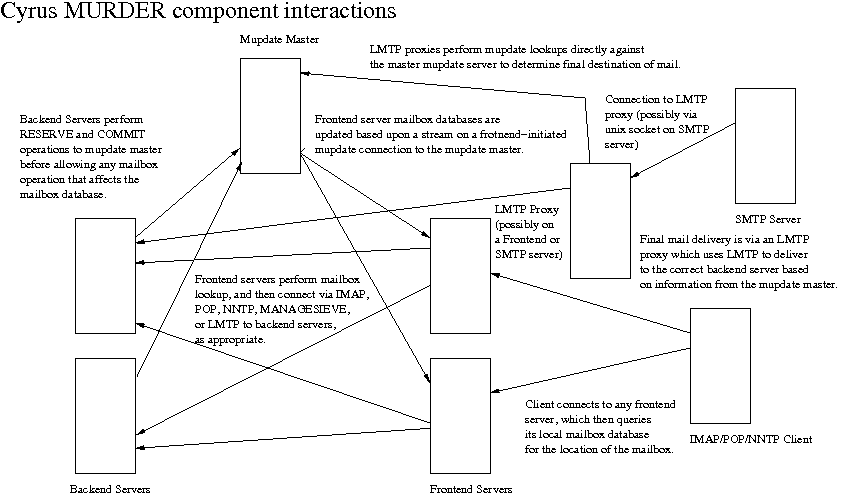 Cyrus MURDER component interactions
Mupdate Master
LMTP proxies perform mupdate lookups directly against
the master mupdate server to determine final destination of mail.
Backend Servers perform
RESERVE and COMMIT
operations to mupdate master
before allowing any mailbox
operation that affects the
mailbox database.
Frontend server mailbox databases are
updated based upon a stream on a frotnend-initiated
mupdate connection to the mupdate master.
Connection to LMTP
proxy (possibly via
unix socket on SMTP
server)
SMTP Server
LMTP Proxy
(possibly on
a Frontend or
SMTP server)
Final mail delivery is via an LMTP
proxy which uses LMTP to deliver
to the correct backend server based
on information from the mupdate master.
Frontend servers perform mailbox
lookup, and then connect via IMAP,
POP, NNTP, MANAGESIEVE,
or LMTP to backend servers,
as appropriate.
Client connects to any frontend
server, which then queries
its local mailbox database
for the location of the mailbox.
IMAP/POP/NNTP Client
Backend Servers
Frontend Servers